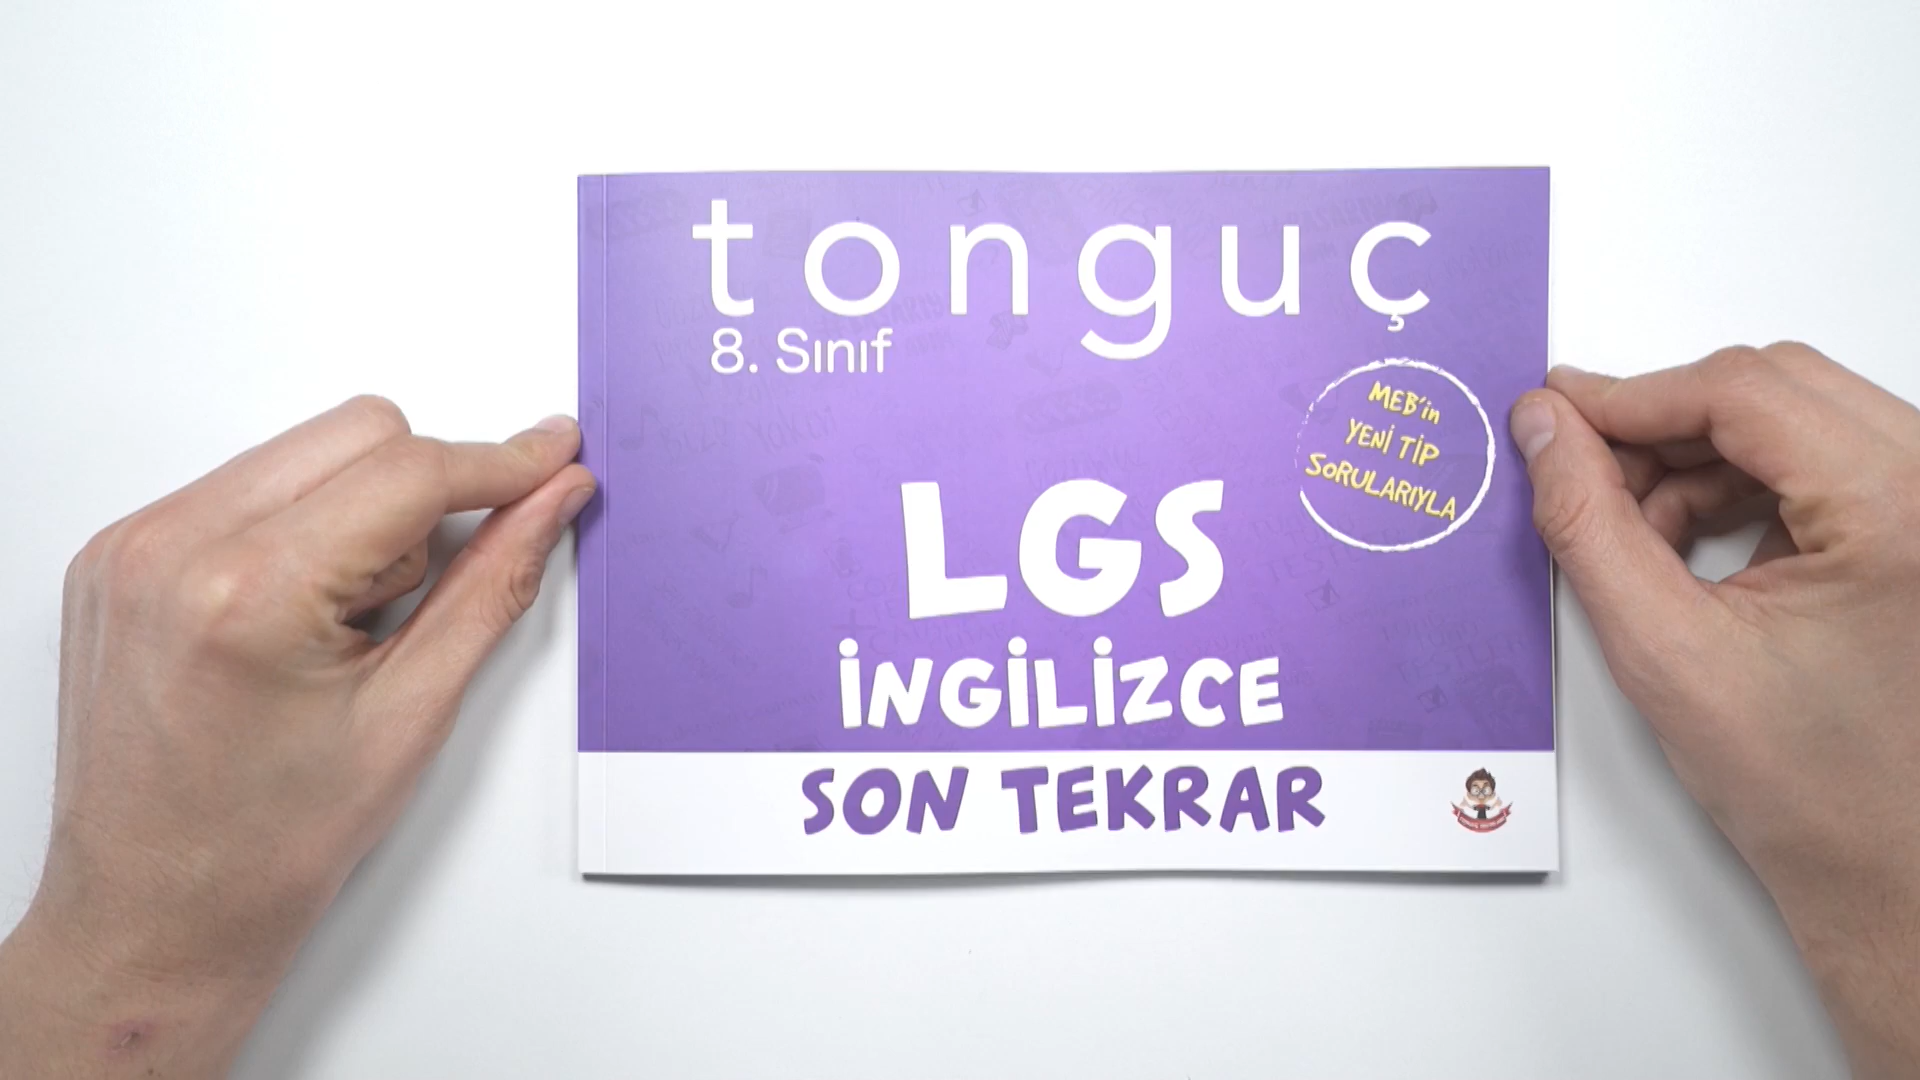 tonguç
8. Sınıf
MEB'in
YENİ TİP
SORULARIYLA
LGS
İNGİLİZCE
SON TEKRAR